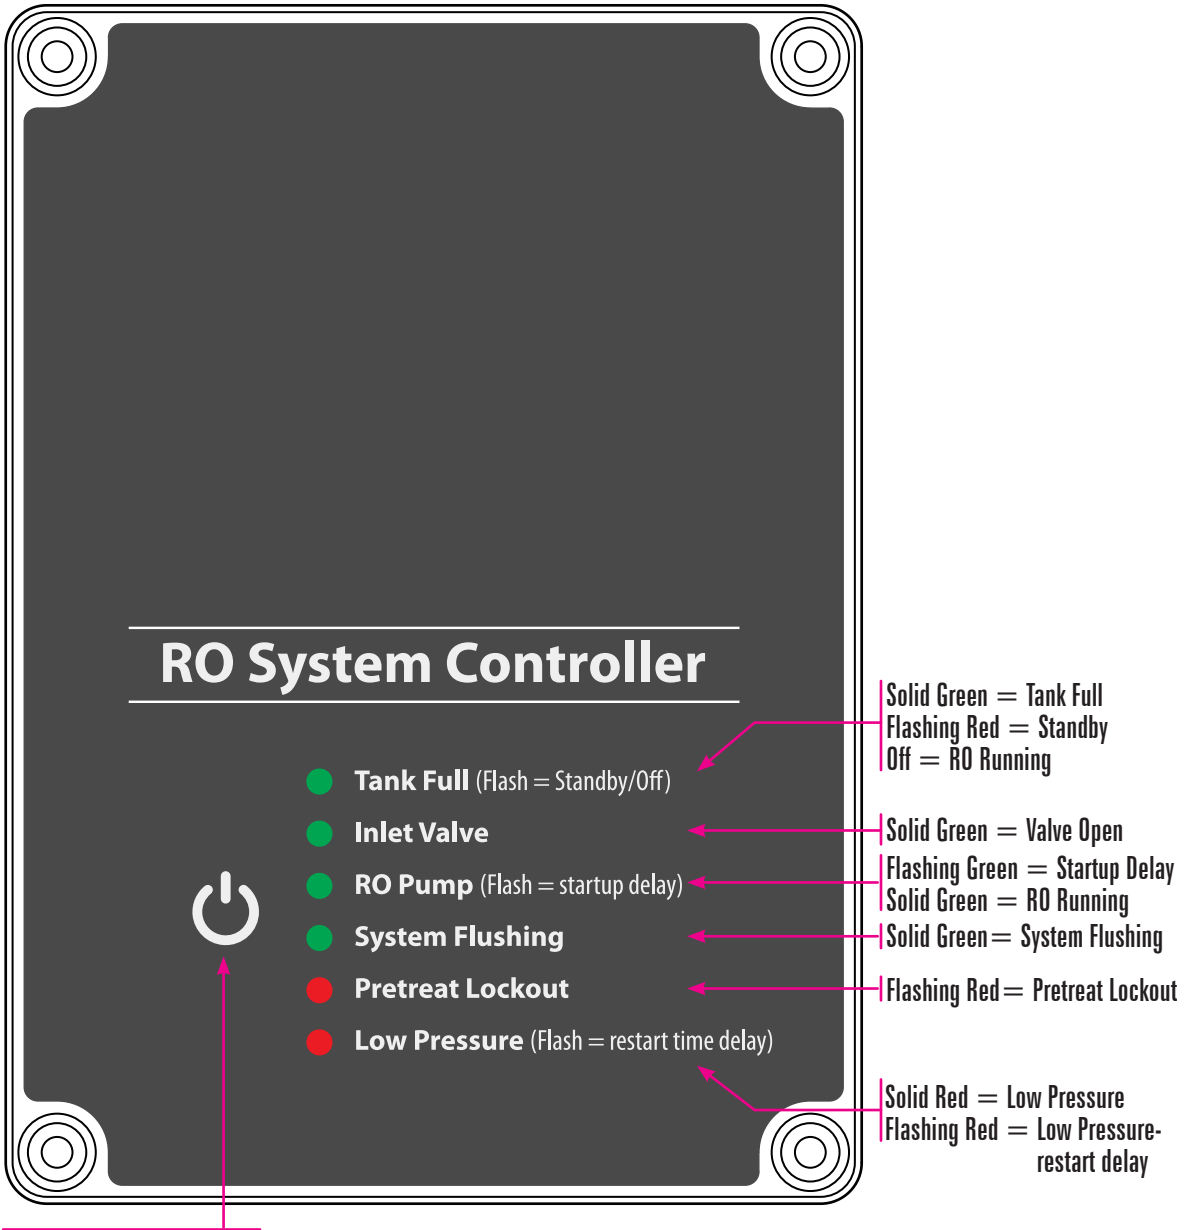 RO System Controller
Tank Full (Flash = Standby/Off)
Inlet Valve
RO Pump (Flash = startup delay)
System Flushing
Pretreat Lockout
Low Pressure (Flash = restart time delay)
Solid Green = Tank Full
Flashing Red = Standby
Off = RO Running
Solid Green = Valve Open
Flashing Green = Startup Delay
Solid Green = RO Running
Solid Green= System Flushing
Flashing Red= Pretreat Lockout
Solid Red = Low Pressure
Flashing Red = Low Pressure-
restart delay